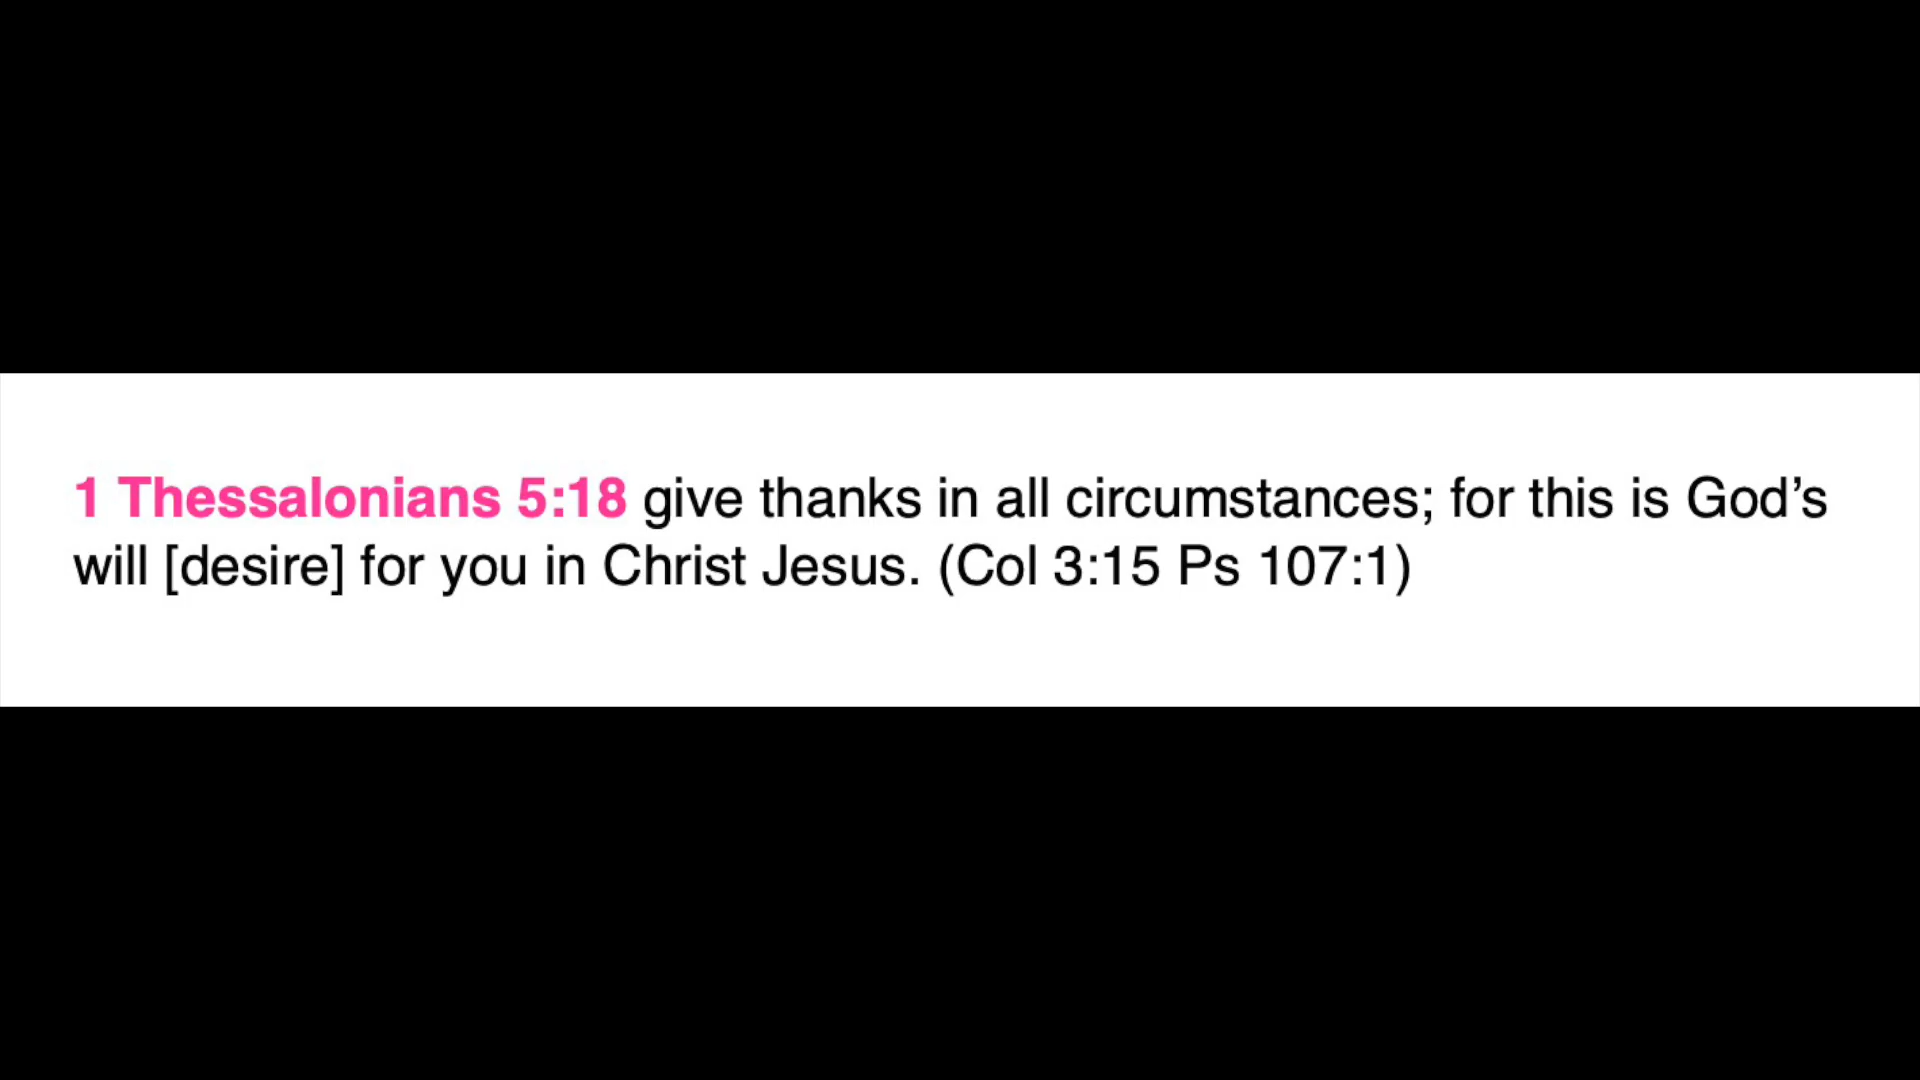 1 Thessalonians 5:18 give thanks in all circumstances; for this is God’s
will [desire] for you in Christ Jesus. (Col 3:15 Ps 107:1)